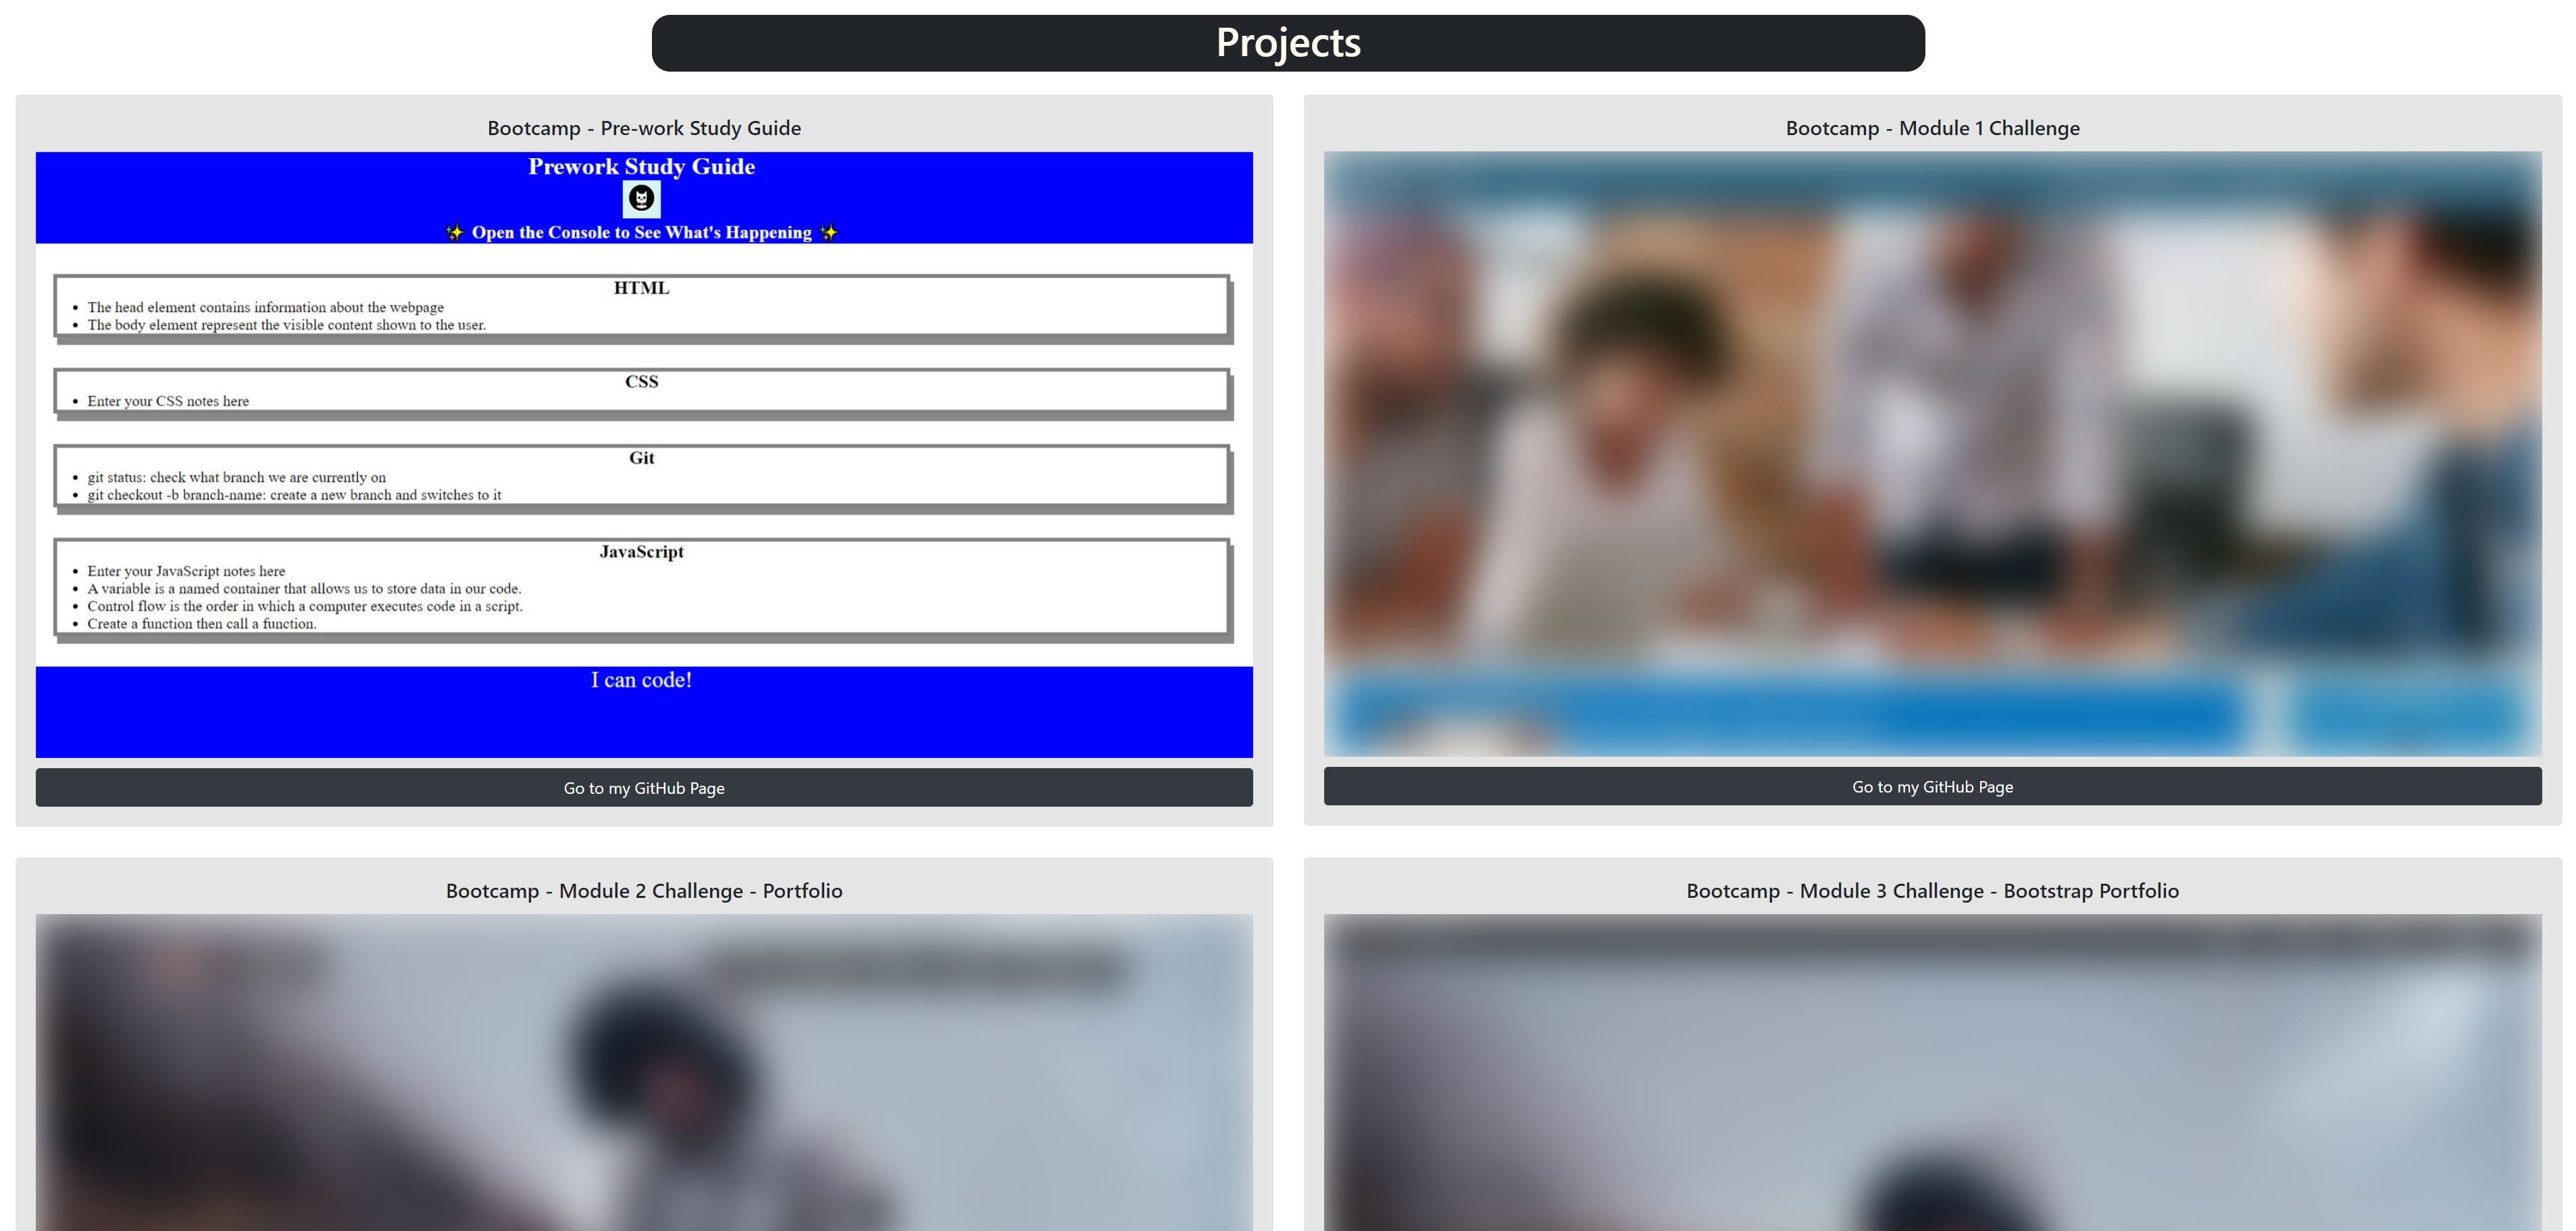 Projects
Bootcamp - Pre-work Study Guide
Prework Study Guide
✨ Open the Console to See What's Happening ✨
HTML
• The head element contains information about the webpage
• The body element represent the visible content shown to the user.
CSS
• Enter your CSS notes here
Git
• git status: check what branch we are currently on
• git checkout -b branch-name: create a new branch and switches to it
JavaScript
• Enter your JavaScript notes here
• A variable is a named container that allows us to store data in our code.
• Control flow is the order in which a computer executes code in a script.
• Create a function then call a function.
I can code!
Go to my GitHub Page
Bootcamp - Module 1 Challenge
Go to my GitHub Page
Bootcamp - Module 2 Challenge - Portfolio
Bootcamp - Module 3 Challenge - Bootstrap Portfolio